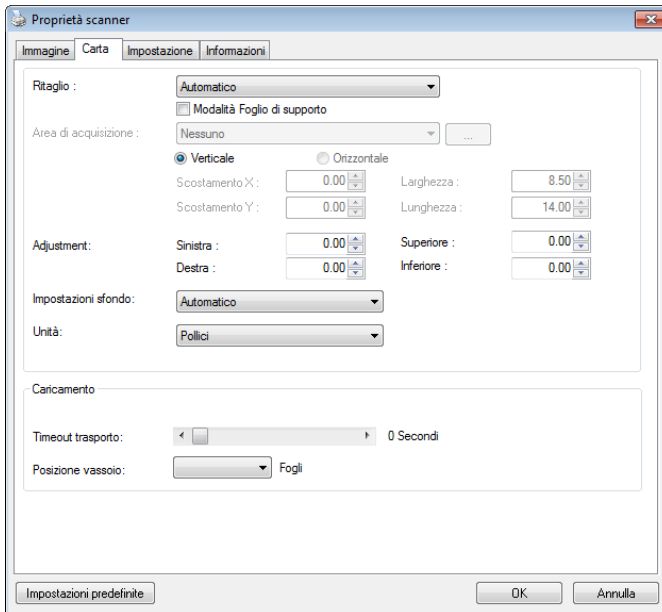 Proprietà scanner
Immagine Carta Impostazione Informazioni
Ritaglio : Automatico
Modalità Foglio di supporto
Area di acquisizione : Nessuno ...
Verticale Orizzontale
Scostamento X : 0.00 Larghezza : 8.50
Scostamento Y : 0.00 Lunghezza : 14.00
Adjustment: Sinistra : 0.00 Superiore : 0.00
Destra : 0.00 Inferiore : 0.00
Impostazioni sfondo: Automatico
Unità: Pollici
Caricamento
Timeout trasporto: 0 Secondi
Posizione vassoio: Fogli
Impostazioni predefinite OK Annulla